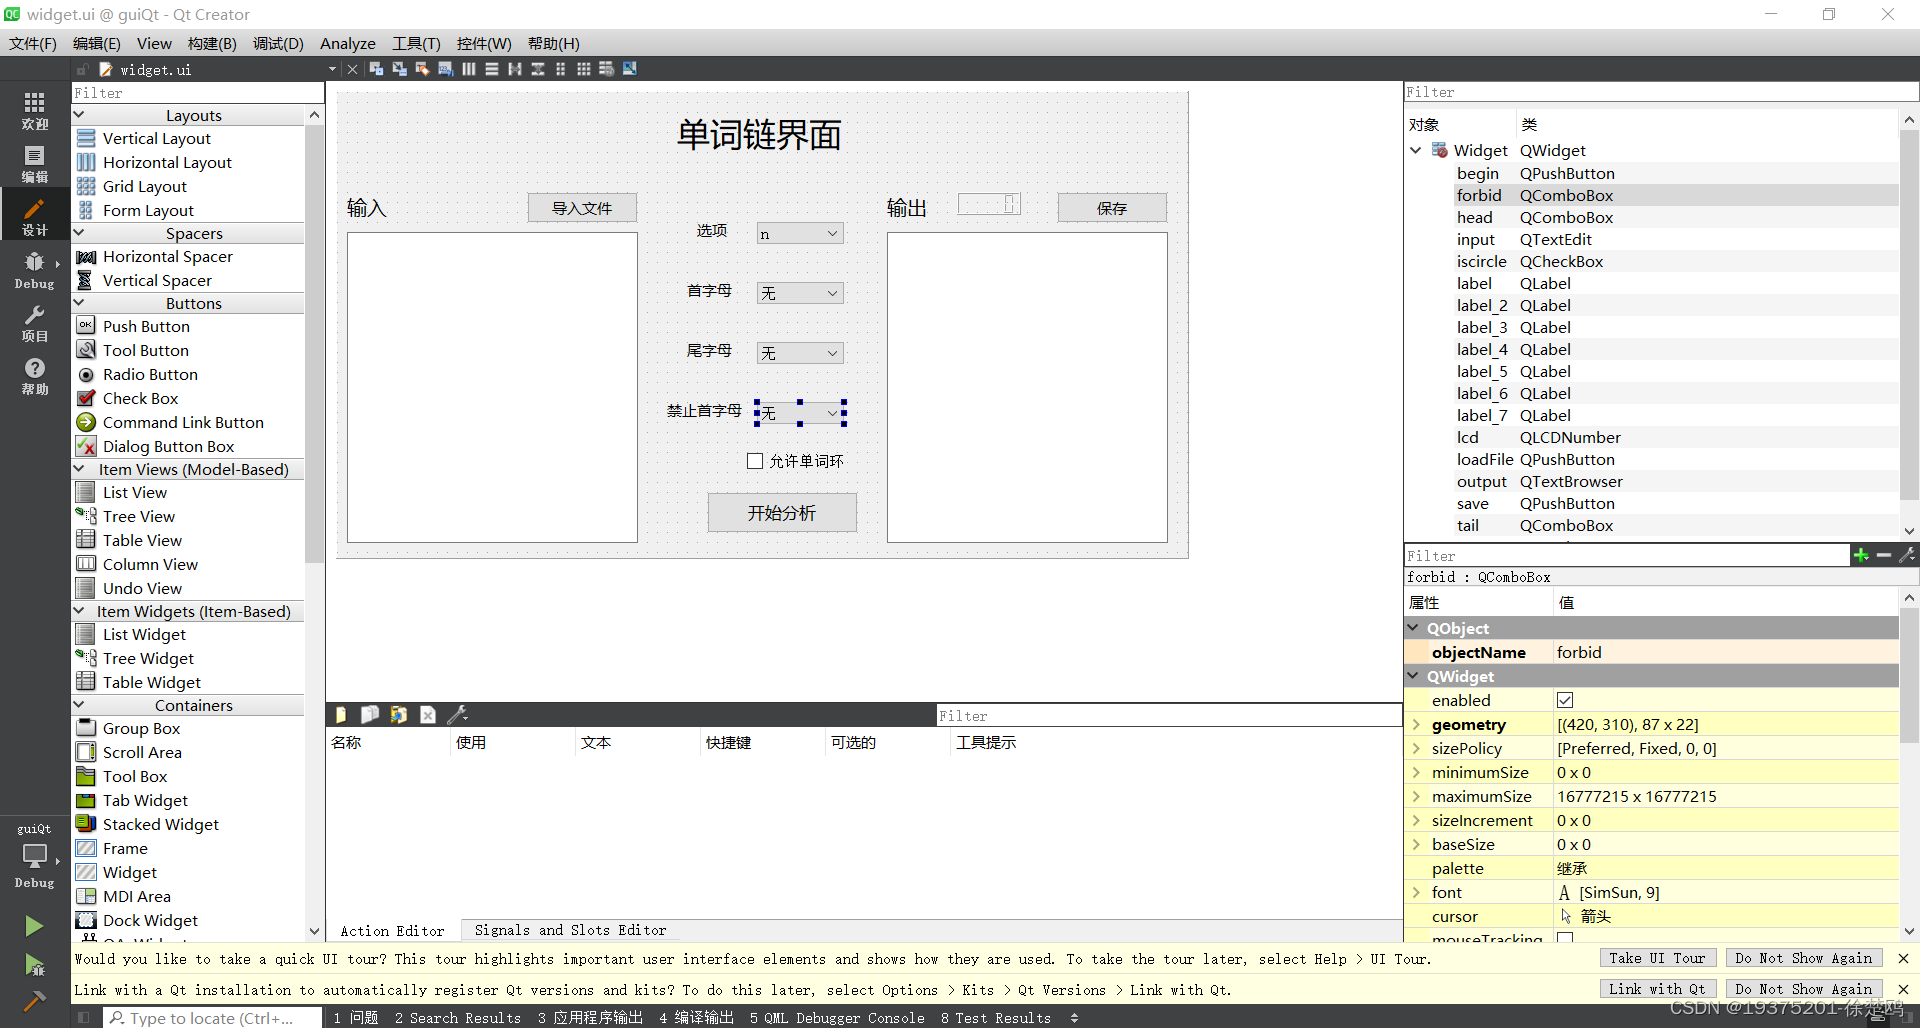 widget.ui @ guiQt - Qt Creator
文件(F) 编辑(E) View 构建(B) 调试(D) Analyze 工具(T) 控件(W) 帮助(H)
widget.ui
欢迎
编辑
设计
Debug
项目
帮助
guiQt
Debug
Filter
Layouts
Vertical Layout
Horizontal Layout
Grid Layout
Form Layout
Spacers
Horizontal Spacer
Vertical Spacer
Buttons
OK Push Button
Tool Button
Radio Button
Check Box
Command Link Button
Dialog Button Box
Item Views (Model-Based)
List View
Tree View
Table View
Column View
Undo View
Item Widgets (Item-Based)
List Widget
Tree Widget
Table Widget
Containers
Group Box
Scroll Area
Tool Box
Tab Widget
Stacked Widget
Frame
Widget
MDI Area
Dock Widget
单词链界面
输入 导入文件
输出 0 保存
选项 n
首字母 无
尾字母 无
禁止首字母 无
允许单词环
开始分析
Filter
名称 使用 文本 快捷键 可选的 工具提示
Action Editor Signals and Slots Editor
Filter
对象 类
Widget QWidget
begin QPushButton
forbid QComboBox
head QComboBox
input QTextEdit
iscircle QCheckBox
label QLabel
label_2 QLabel
label_3 QLabel
label_4 QLabel
label_5 QLabel
label_6 QLabel
label_7 QLabel
lcd QLCDNumber
loadFile QPushButton
output QTextBrowser
save QPushButton
tail QComboBox
Filter
forbid : QComboBox
属性 值
QObject
objectName forbid
QWidget
enabled
geometry [(420, 310), 87 x 22]
sizePolicy [Preferred, Fixed, 0, 0]
minimumSize 0 x 0
maximumSize 16777215 x 16777215
sizeIncrement 0 x 0
baseSize 0 x 0
palette 继承
font A [SimSun, 9]
cursor 箭头
mouseTracking
Would you like to take a quick UI tour? This tour highlights important user interface elements and shows how they are used. To take the tour later, select Help > UI Tour. Take UI Tour Do Not Show Again
Link with a Qt installation to automatically register Qt versions and kits? To do this later, select Options > Kits > Qt Versions > Link with Qt. Link with Qt Do Not Show Again
Type to locate (Ctrl+... 1 问题 2 Search Results 3 应用程序输出 4 编译输出 5 QML Debugger Console 8 Test Results
CSDN @19375201-徐楚鸥